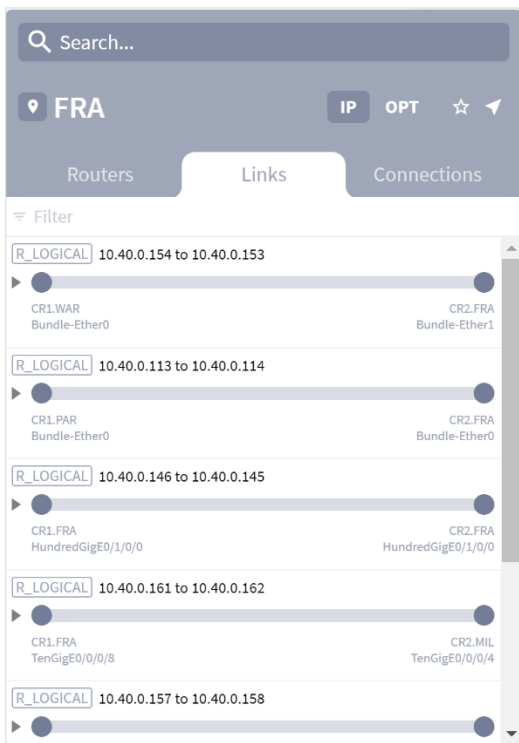 Search...
FRA IP OPT
Routers Links Connections
Filter
R_LOGICAL 10.40.0.154 to 10.40.0.153
CR1.WAR CR2.FRA
Bundle-Ether0 Bundle-Ether1
R_LOGICAL 10.40.0.113 to 10.40.0.114
CR1.PAR CR2.FRA
Bundle-Ether0 Bundle-Ether0
R_LOGICAL 10.40.0.146 to 10.40.0.145
CR1.FRA CR2.FRA
HundredGigE0/1/0/0 HundredGigE0/1/0/0
R_LOGICAL 10.40.0.161 to 10.40.0.162
CR1.FRA CR2.MIL
TenGigE0/0/0/8 TenGigE0/0/0/4
R_LOGICAL 10.40.0.157 to 10.40.0.158